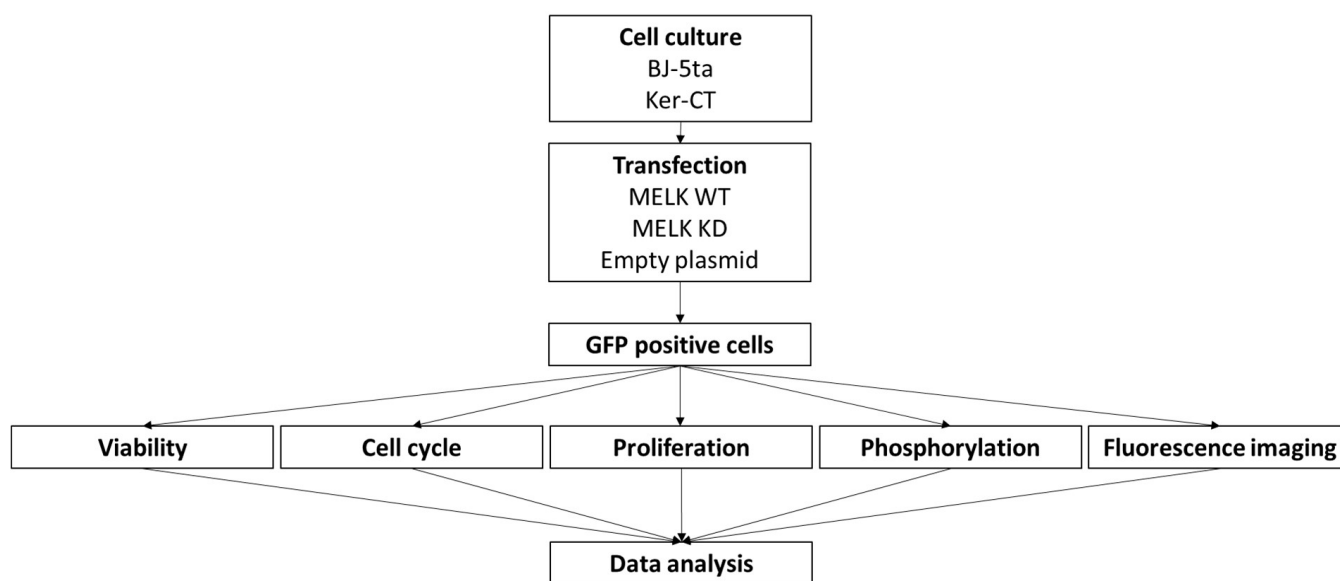 Cell culture
BJ-5ta
Ker-CT
Transfection
MELK WT
MELK KD
Empty plasmid
GFP positive cells
Viability
Cell cycle
Proliferation
Phosphorylation
Fluorescence imaging
Data analysis